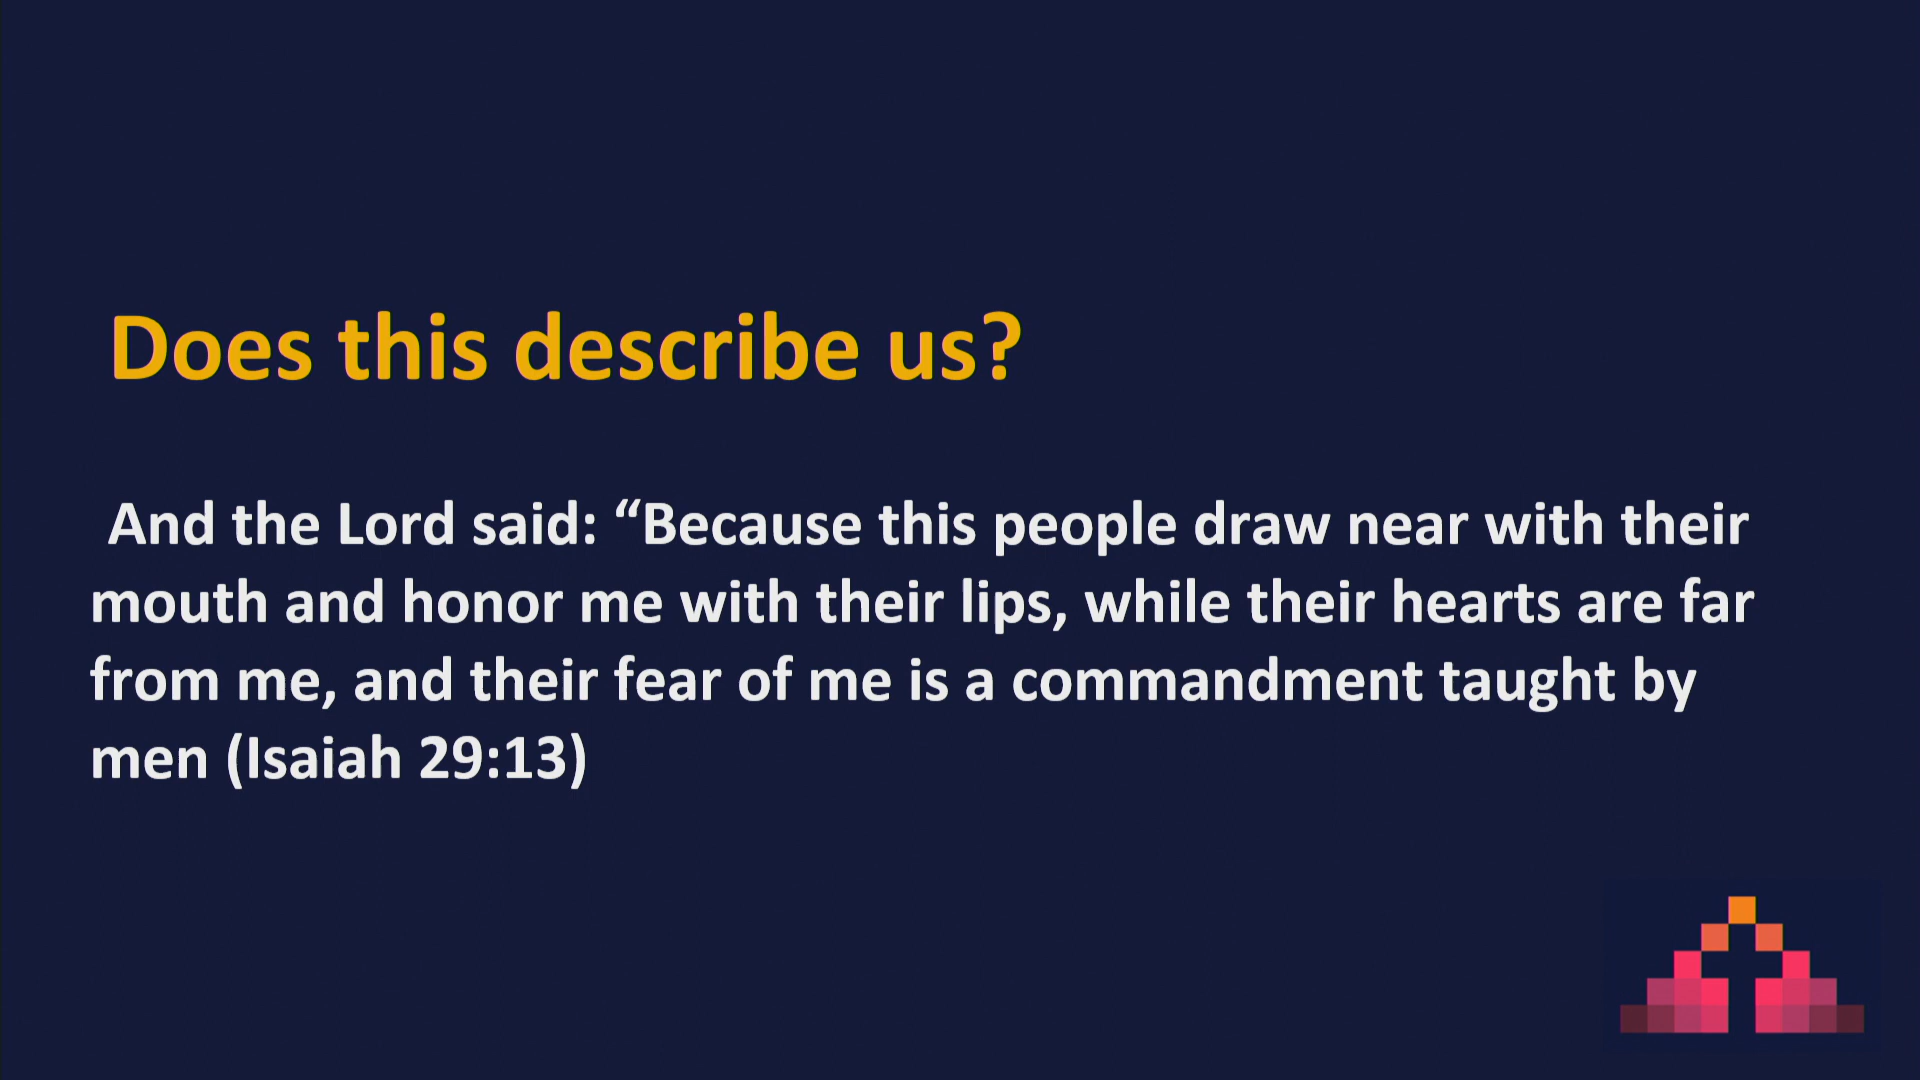 Does this describe us?
And the Lord said: “Because this people draw near with their
mouth and honor me with their lips, while their hearts are far
from me, and their fear of me is a commandment taught by
men (Isaiah 29:13)